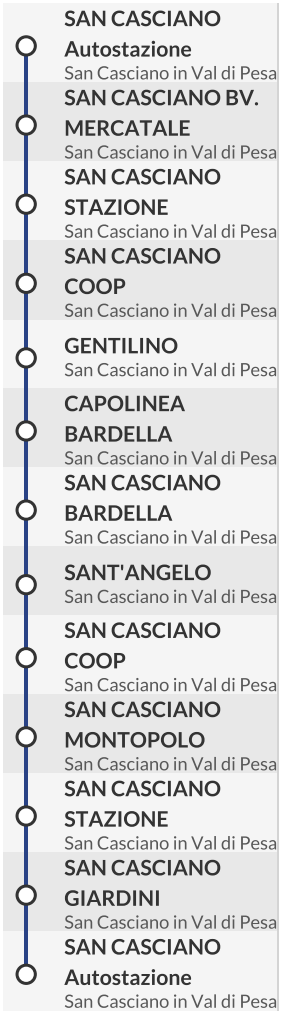 SAN CASCIANO
Autostazione
San Casciano in Val di Pesa
SAN CASCIANO BV.
MERCATALE
San Casciano in Val di Pesa
SAN CASCIANO
STAZIONE
San Casciano in Val di Pesa
SAN CASCIANO
COOP
San Casciano in Val di Pesa
GENTILINO
San Casciano in Val di Pesa
CAPOLINEA
BARDELLA
San Casciano in Val di Pesa
SAN CASCIANO
BARDELLA
San Casciano in Val di Pesa
SANT'ANGELO
San Casciano in Val di Pesa
SAN CASCIANO
COOP
San Casciano in Val di Pesa
SAN CASCIANO
MONTOPOLO
San Casciano in Val di Pesa
SAN CASCIANO
STAZIONE
San Casciano in Val di Pesa
SAN CASCIANO
GIARDINI
San Casciano in Val di Pesa
SAN CASCIANO
Autostazione
San Casciano in Val di Pesa